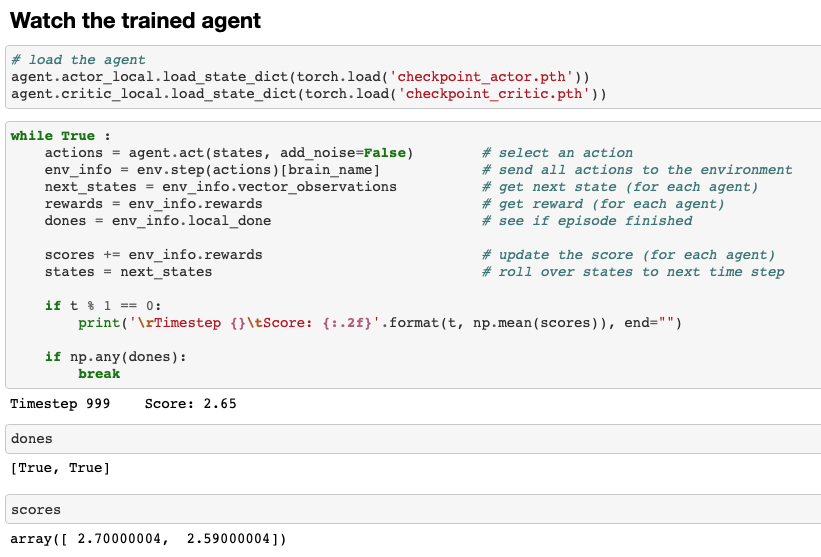 Watch the trained agent
# load the agent
agent.actor_local.load_state_dict(torch.load('checkpoint_actor.pth'))
agent.critic_local.load_state_dict(torch.load('checkpoint_critic.pth'))
while True :
    actions = agent.act(states, add_noise=False)        # select an action
    env_info = env.step(actions)[brain_name]            # send all actions to the environment
    next_states = env_info.vector_observations          # get next state (for each agent)
    rewards = env_info.rewards                          # get reward (for each agent)
    dones = env_info.local_done                         # see if episode finished
    scores += env_info.rewards                          # update the score (for each agent)
    states = next_states                                # roll over states to next time step
    if t % 1 == 0:
        print('\rTimestep {}\tScore: {:.2f}'.format(t, np.mean(scores)), end="")
    if np.any(dones):
        break
Timestep 999    Score: 2.65
dones
[True, True]
scores
array([ 2.70000004,  2.59000004])